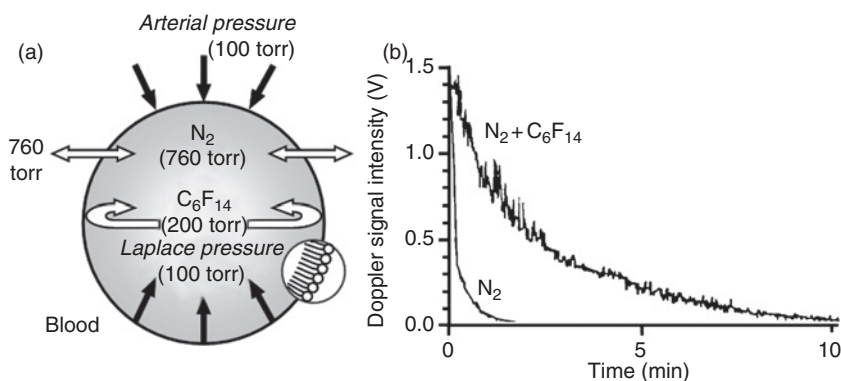 (a)
Arterial pressure
(100 torr)
N₂
(760 torr)
760
torr
C₆F₁₄
(200 torr)
Laplace pressure
(100 torr)
Blood
(b)
Doppler signal intensity (V)
1.5
1.0
0.5
0.0
N₂ + C₆F₁₄
N₂
0
5
10
Time (min)